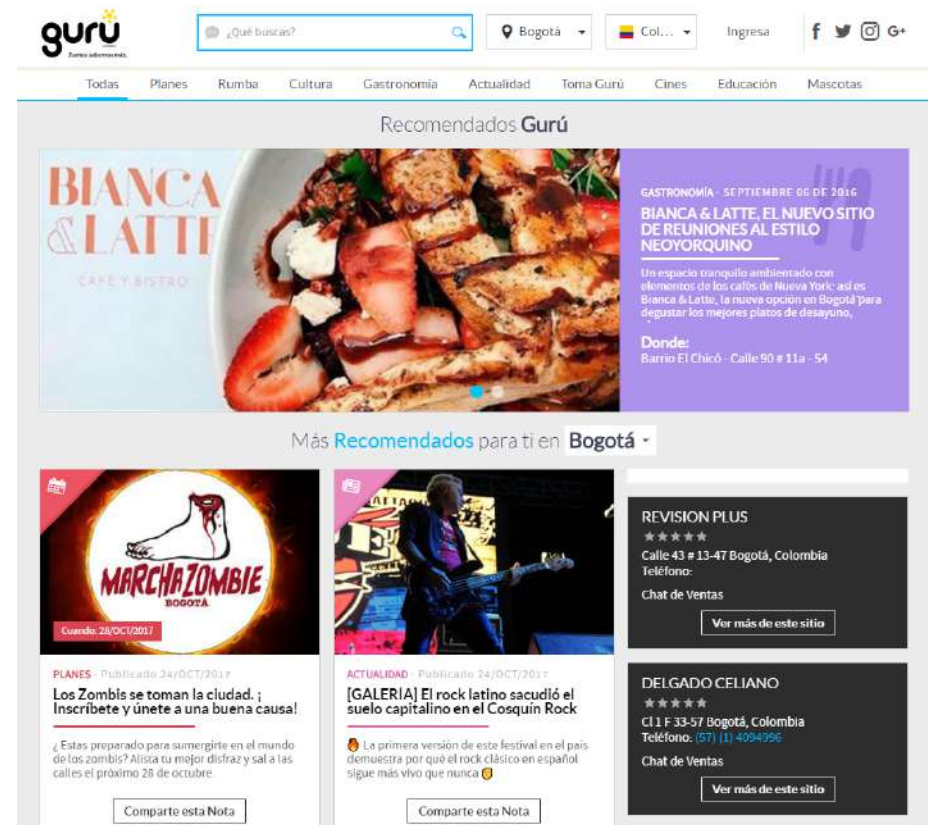 gurú
¿Qué buscas?
Bogotá
Col...
Ingresa
G+
Todas Planes Rumba Cultura Gastronomía Actualidad Toma Gurú Cines Educación Mascotas
Recomendados Gurú
BIANCA
& LATTE
CAFE Y BISTRO
GASTRONOMÍA - SEPTIEMBRE 06 DE 2016
BIANCA & LATTE, EL NUEVO SITIO
DE REUNIONES AL ESTILO
NEOYORQUINO
Un espacio tranquilo ambientado con
elementos de los cafés de Nueva York: así es
Bianca & Latte, la nueva opción en Bogotá para
degustar los mejores platos de desayuno,
Donde:
Barrio El Chicó - Calle 90 # 11a - 54
Más Recomendados para ti en Bogotá
MARCHA ZOMBIE
BOGOTÁ
Cuando: 28/OCT/2017
PLANES - Publicado 24/OCT/2017
Los Zombis se toman la ciudad. ¡
Inscríbete y únete a una buena causa!
¿Estas preparado para sumergirte en el mundo
de los zombis? Alista tu mejor disfraz y sal a las
calles el próximo 28 de octubre
Comparte esta Nota
ACTUALIDAD - Publicado 24/OCT/2017
[GALERIA] El rock latino sacudió el
suelo capitalino en el Cosquín Rock
La primera versión de este festival en el país
demuestra por qué el rock clásico en español
sigue más vivo que nunca
Comparte esta Nota
REVISION PLUS
Calle 43 # 13-47 Bogotá, Colombia
Teléfono:
Chat de Ventas
Ver más de este sitio
DELGADO CELIANO
Cl 1 F 33-57 Bogotá, Colombia
Teléfono: (57) (1) 4094996
Chat de Ventas
Ver más de este sitio